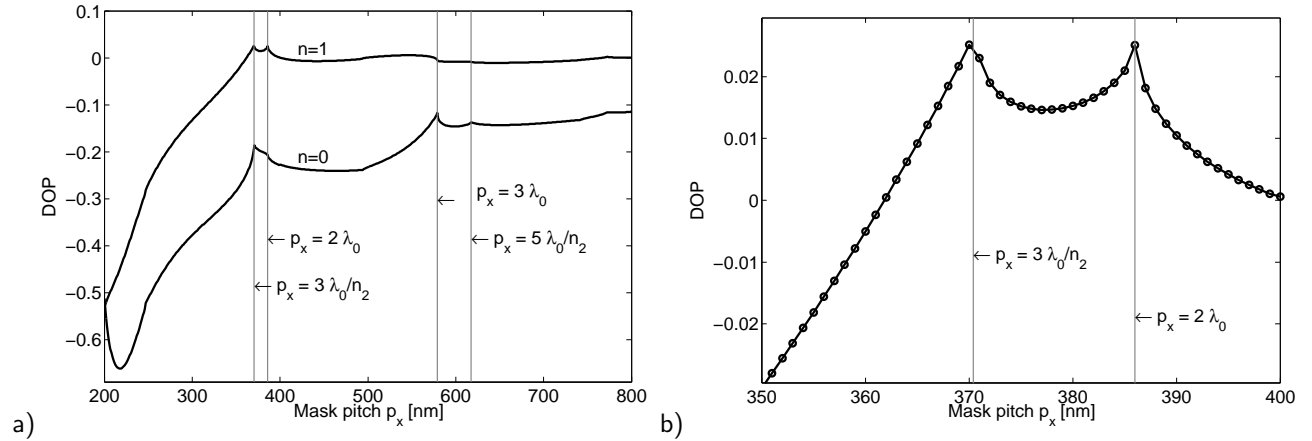 0.1
0
−0.1
−0.2
−0.3
−0.4
−0.5
−0.6
DOP
n=1
n=0
p_x = 3 λ_0
p_x = 2 λ_0
p_x = 5 λ_0/n_2
p_x = 3 λ_0/n_2
200 300 400 500 600 700 800
Mask pitch p_x [nm]
a)
0.02
0.01
0
−0.01
−0.02
DOP
p_x = 3 λ_0/n_2
p_x = 2 λ_0
350 360 370 380 390 400
Mask pitch p_x [nm]
b)